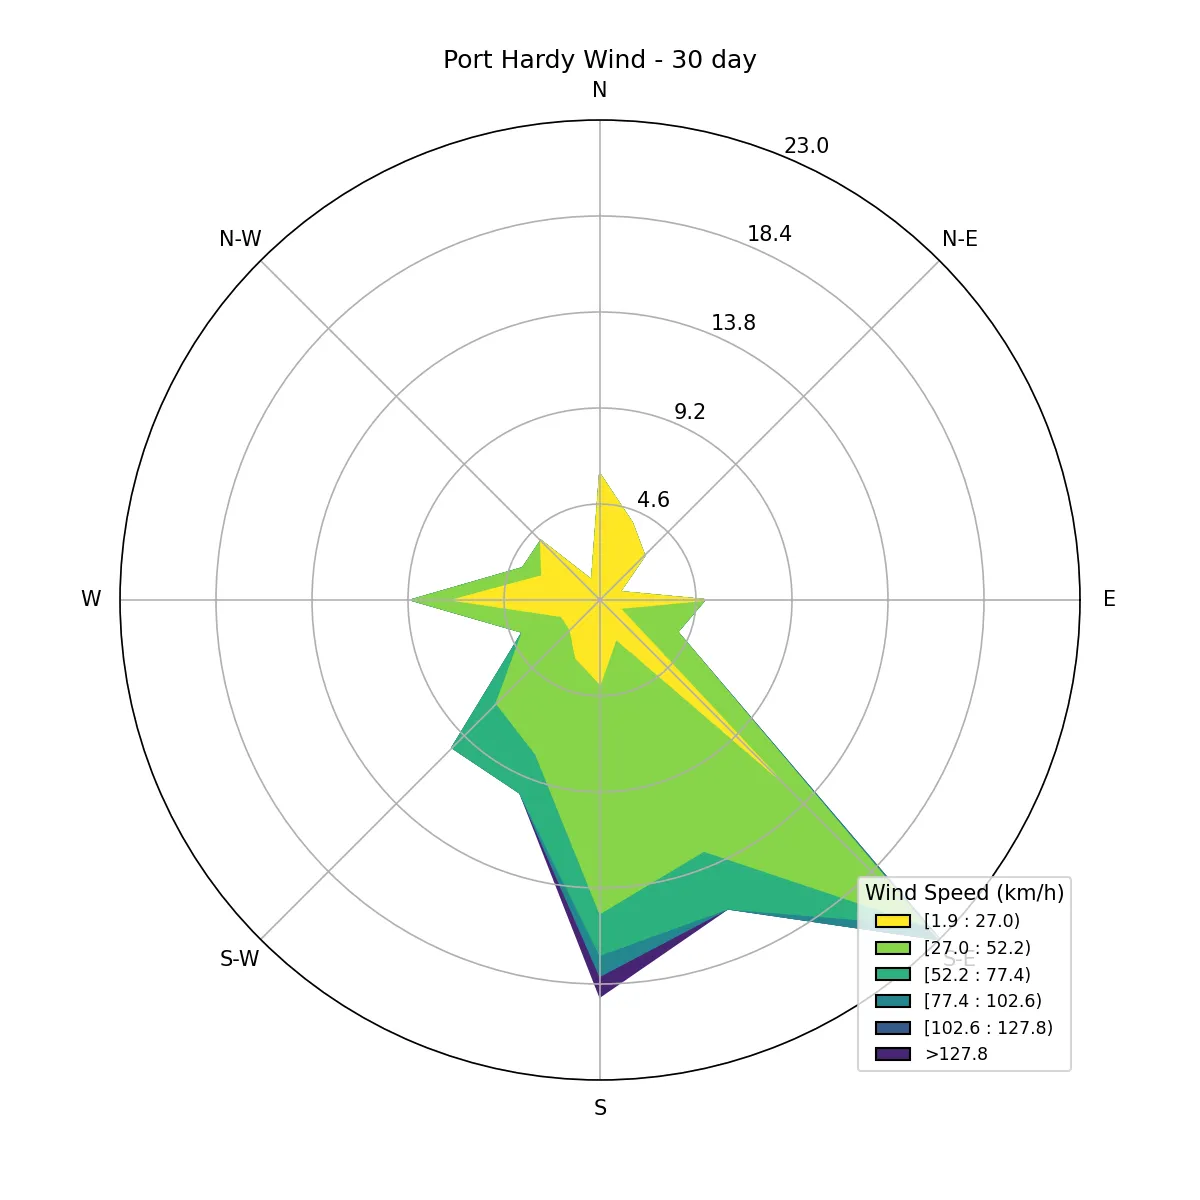 Port Hardy Wind - 30 day
N
23.0
18.4
N-W
N-E
13.8
9.2
4.6
W
E
Wind Speed (km/h)
[1.9 : 27.0)
[27.0 : 52.2)
S-W
S-E
[52.2 : 77.4)
[77.4 : 102.6)
[102.6 : 127.8)
>127.8
S